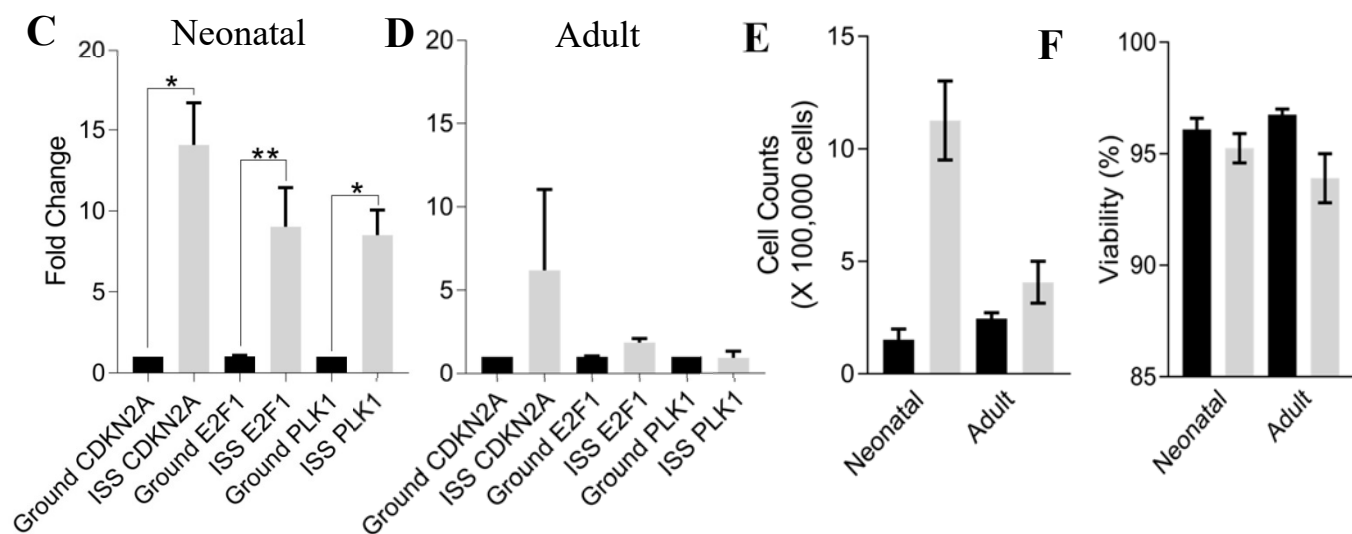 C Neonatal
20
15
10
5
0
Fold Change
*
**
*
Ground CDKN2A
ISS CDKN2A
Ground E2F1
ISS E2F1
Ground PLK1
ISS PLK1
D Adult
20
15
10
5
0
Ground CDKN2A
ISS CDKN2A
Ground E2F1
ISS E2F1
Ground PLK1
ISS PLK1
E
15
10
5
0
Cell Counts
(X 100,000 cells)
Neonatal
Adult
F
100
95
90
85
Viability (%)
Neonatal
Adult